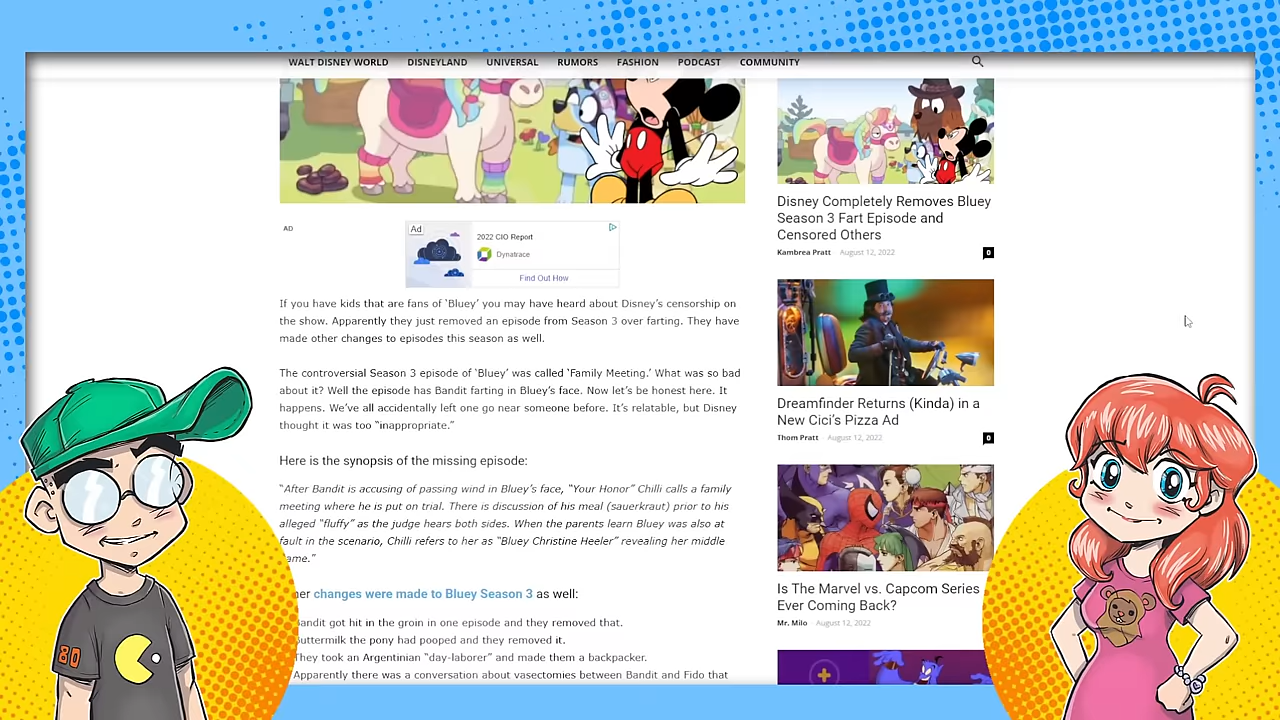 WALT DISNEY WORLD DISNEYLAND UNIVERSAL RUMORS FASHION PODCAST COMMUNITY
AD
Ad
2022 CIO Report
Dynatrace
Find Out How
If you have kids that are fans of ‘Bluey’ you may have heard about Disney’s censorship on
the show. Apparently they just removed an episode from Season 3 over farting. They have
made other changes to episodes this season as well.
The controversial Season 3 episode of ‘Bluey’ was called ‘Family Meeting.’ What was so bad
about it? Well the episode has Bandit farting in Bluey’s face. Now let’s be honest here. It
happens. We’ve all accidentally left one go near someone before. It’s relatable, but Disney
thought it was too “inappropriate.”
Here is the synopsis of the missing episode:
“After Bandit is accusing of passing wind in Bluey’s face, “Your Honor” Chilli calls a family
meeting where he is put on trial. There is discussion of his meal (sauerkraut) prior to his
alleged “fluffy” as the judge hears both sides. When the parents learn Bluey was also at
fault in the scenario, Chilli refers to her as “Bluey Christine Heeler” revealing her middle
ame.”
her changes were made to Bluey Season 3 as well:
Bandit got hit in the groin in one episode and they removed that.
Buttermilk the pony had pooped and they removed it.
They took an Argentinian “day-laborer” and made them a backpacker.
Apparently there was a conversation about vasectomies between Bandit and Fido that
Disney Completely Removes Bluey
Season 3 Fart Episode and
Censored Others
Kambrea Pratt August 12, 2022 0
Dreamfinder Returns (Kinda) in a
New Cici’s Pizza Ad
Thom Pratt August 12, 2022 0
Is The Marvel vs. Capcom Series
Ever Coming Back?
Mr. Milo August 12, 2022
80